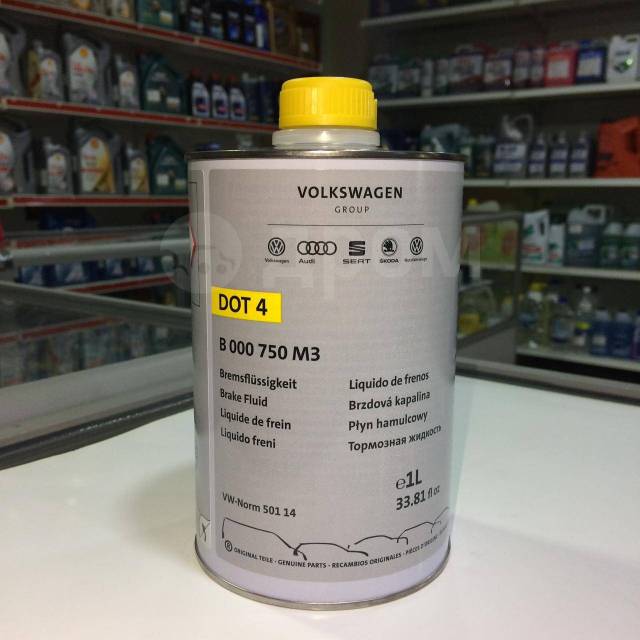 VOLKSWAGEN
GROUP
Volkswagen Audi SEAT ŠKODA
ДРОМ
DOT 4
B 000 750 M3
Bremsflüssigkeit
Brake Fluid
Liquide de frein
Liquido freni
Liquido de frenos
Brzdová kapalina
Płyn hamulcowy
Тормозная жидкость
℮1L
33.81 fl oz
VW-Norm 501 14
® ORIGINAL TEILE · GENUINE PARTS · RECAMBIOS ORIGINALES · PIÈCES D'ORIGINE